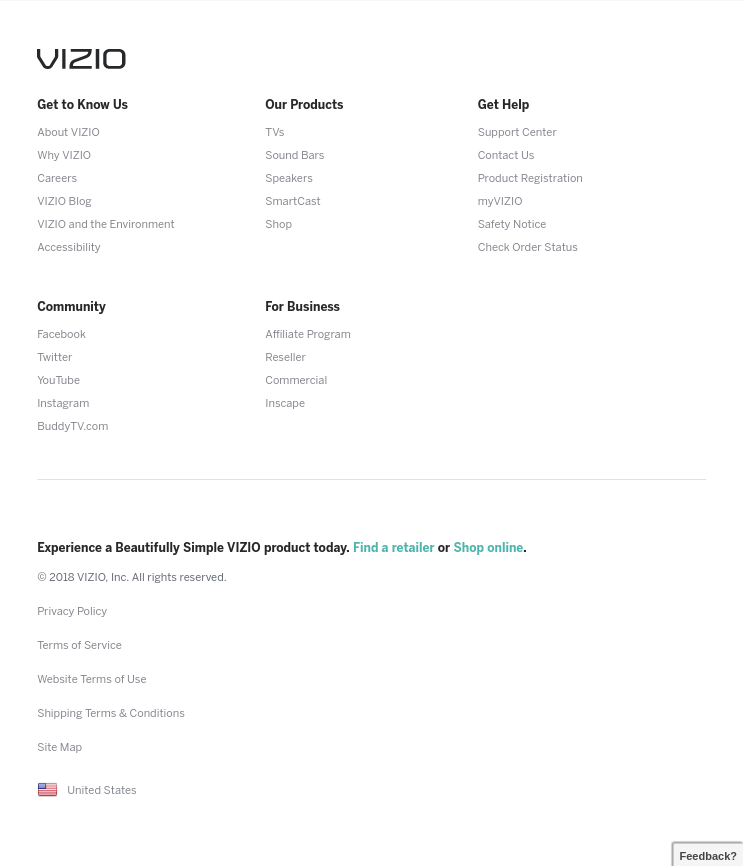 VIZIO
Get to Know Us
About VIZIO
Why VIZIO
Careers
VIZIO Blog
VIZIO and the Environment
Accessibility
Our Products
TVs
Sound Bars
Speakers
SmartCast
Shop
Get Help
Support Center
Contact Us
Product Registration
myVIZIO
Safety Notice
Check Order Status
Community
Facebook
Twitter
YouTube
Instagram
BuddyTV.com
For Business
Affiliate Program
Reseller
Commercial
Inscape
Experience a Beautifully Simple VIZIO product today. Find a retailer or Shop online.
© 2018 VIZIO, Inc. All rights reserved.
Privacy Policy
Terms of Service
Website Terms of Use
Shipping Terms & Conditions
Site Map
United States
Feedback?